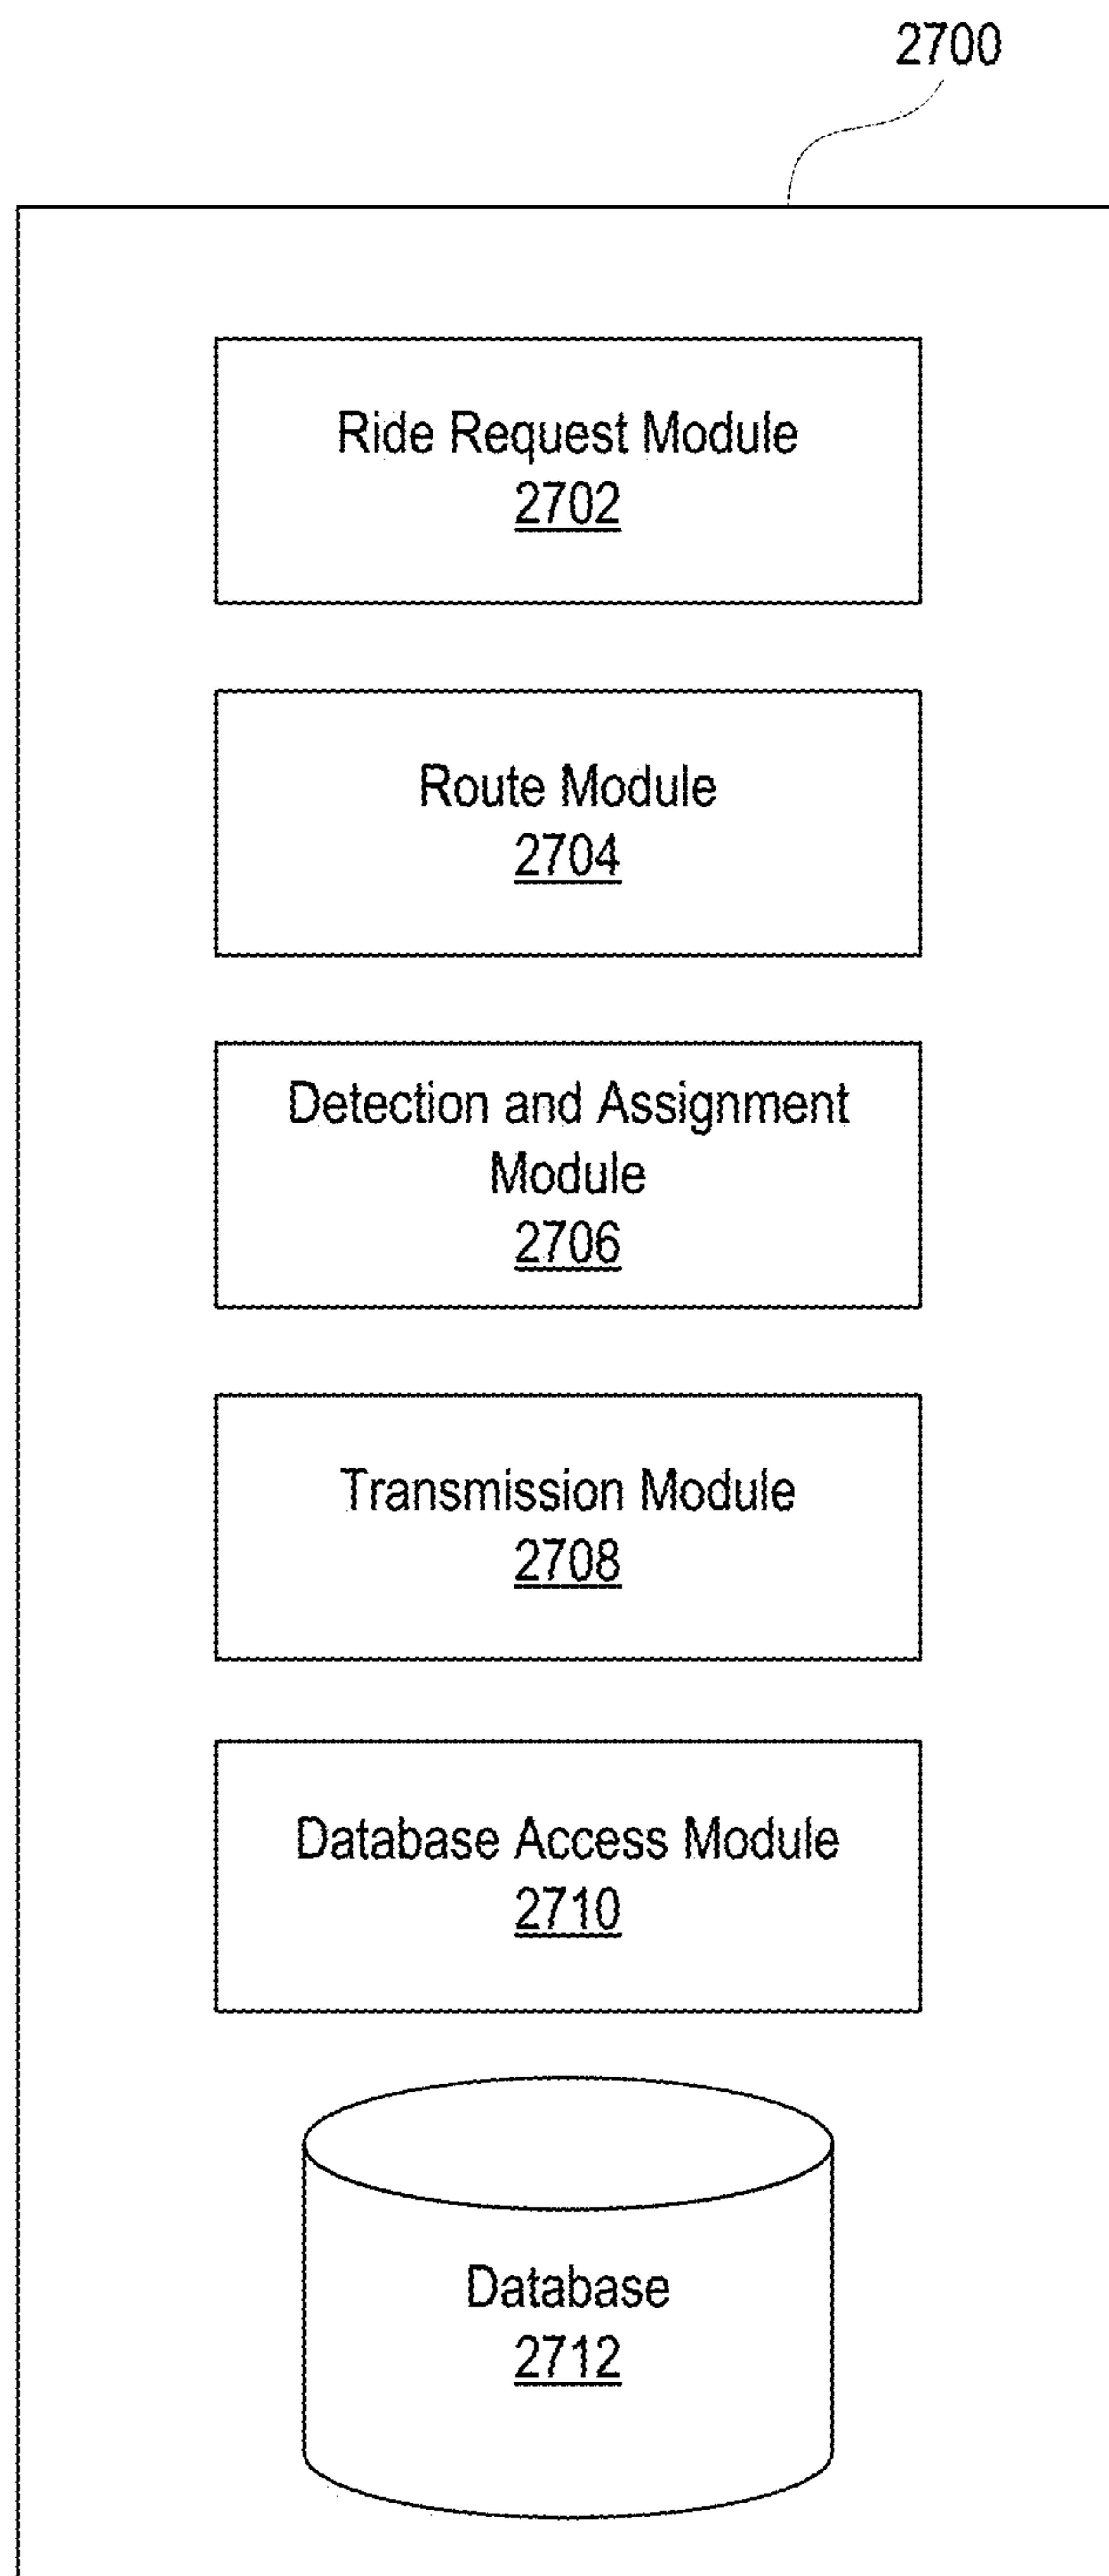 2700
Ride Request Module
2702
Route Module
2704
Detection and Assignment
Module
2706
Transmission Module
2708
Database Access Module
2710
Database
2712